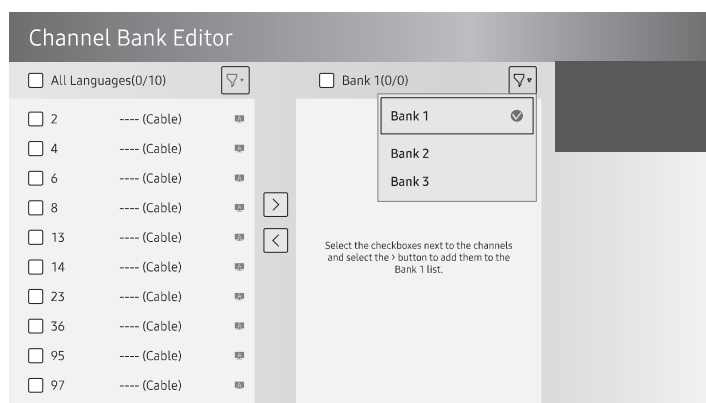 Channel Bank Editor
All Languages(0/10)
2 ---- (Cable)
4 ---- (Cable)
6 ---- (Cable)
8 ---- (Cable)
13 ---- (Cable)
14 ---- (Cable)
23 ---- (Cable)
36 ---- (Cable)
95 ---- (Cable)
97 ---- (Cable)
>
<
Bank 1(0/0)
Bank 1
Bank 2
Bank 3
Select the checkboxes next to the channels
and select the > button to add them to the
Bank 1 list.